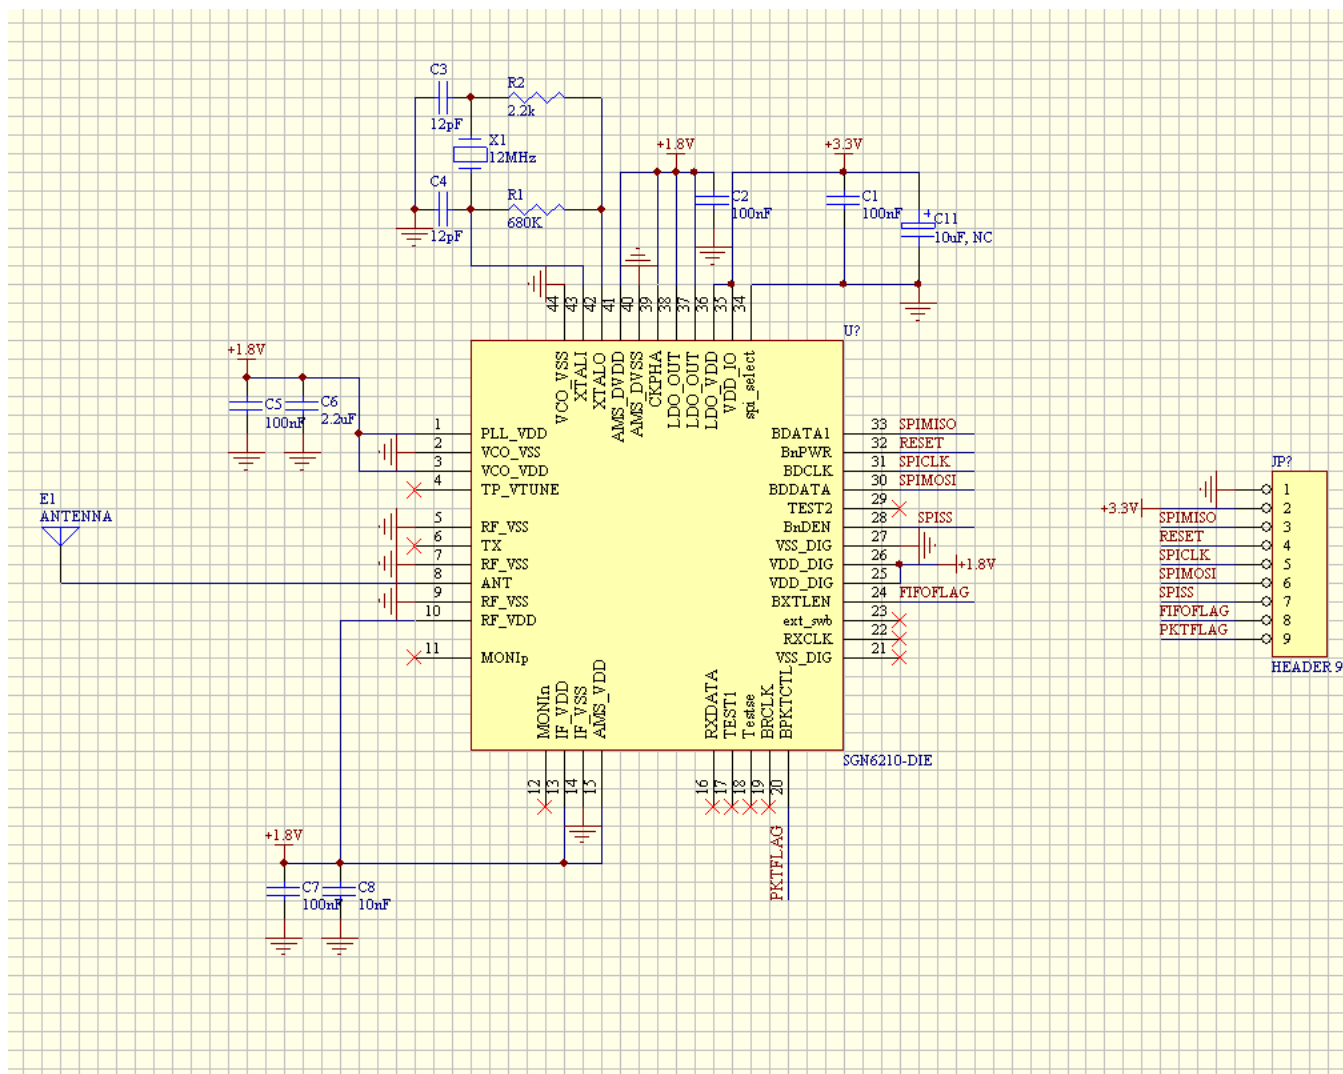 C3
12pF
R2
2.2k
X1
12MHz
C4
12pF
R1
680K
+1.8V
C2
100nF
+3.3V
C1
100nF
+
C11
10uF, NC
44
43
42
41
40
39
38
37
36
35
34
U?
VCO_VSS
XTALI
XTALO
AMS_DVDD
AMS_DVSS
CKPHA
LDO_OUT
LDO_OUT
LDO_VDD
VDD_IO
spi_select
+1.8V
C5
100nF
C6
2.2uF
E1
ANTENNA
1 PLL_VDD
2 VCO_VSS
3 VCO_VDD
4 TP_VTUNE
5 RF_VSS
6 TX
7 RF_VSS
8 ANT
9 RF_VSS
10 RF_VDD
11 MONIp
BDATA1 33 SPIMISO
BnPWR 32 RESET
BDCLK 31 SPICLK
BDDATA 30 SPIMOSI
TEST2 29
BnDEN 28 SPISS
VSS_DIG 27
VDD_DIG 26
+1.8V
VDD_DIG 25
BXTLEN 24 FIFOFLAG
ext_swb 23
RXCLK 22
VSS_DIG 21
MONIn
IF_VDD
IF_VSS
AMS_VDD
RXDATA
TEST1
Testse
BRCLK
BPKTCTL
12
13
14
15
16
17
18
19
20
SGN6210-DIE
PKTFLAG
+1.8V
C7
100nF
C8
10nF
JP?
1
+3.3V 2
SPIMISO 3
RESET 4
SPICLK 5
SPIMOSI 6
SPISS 7
FIFOFLAG 8
PKTFLAG 9
HEADER 9